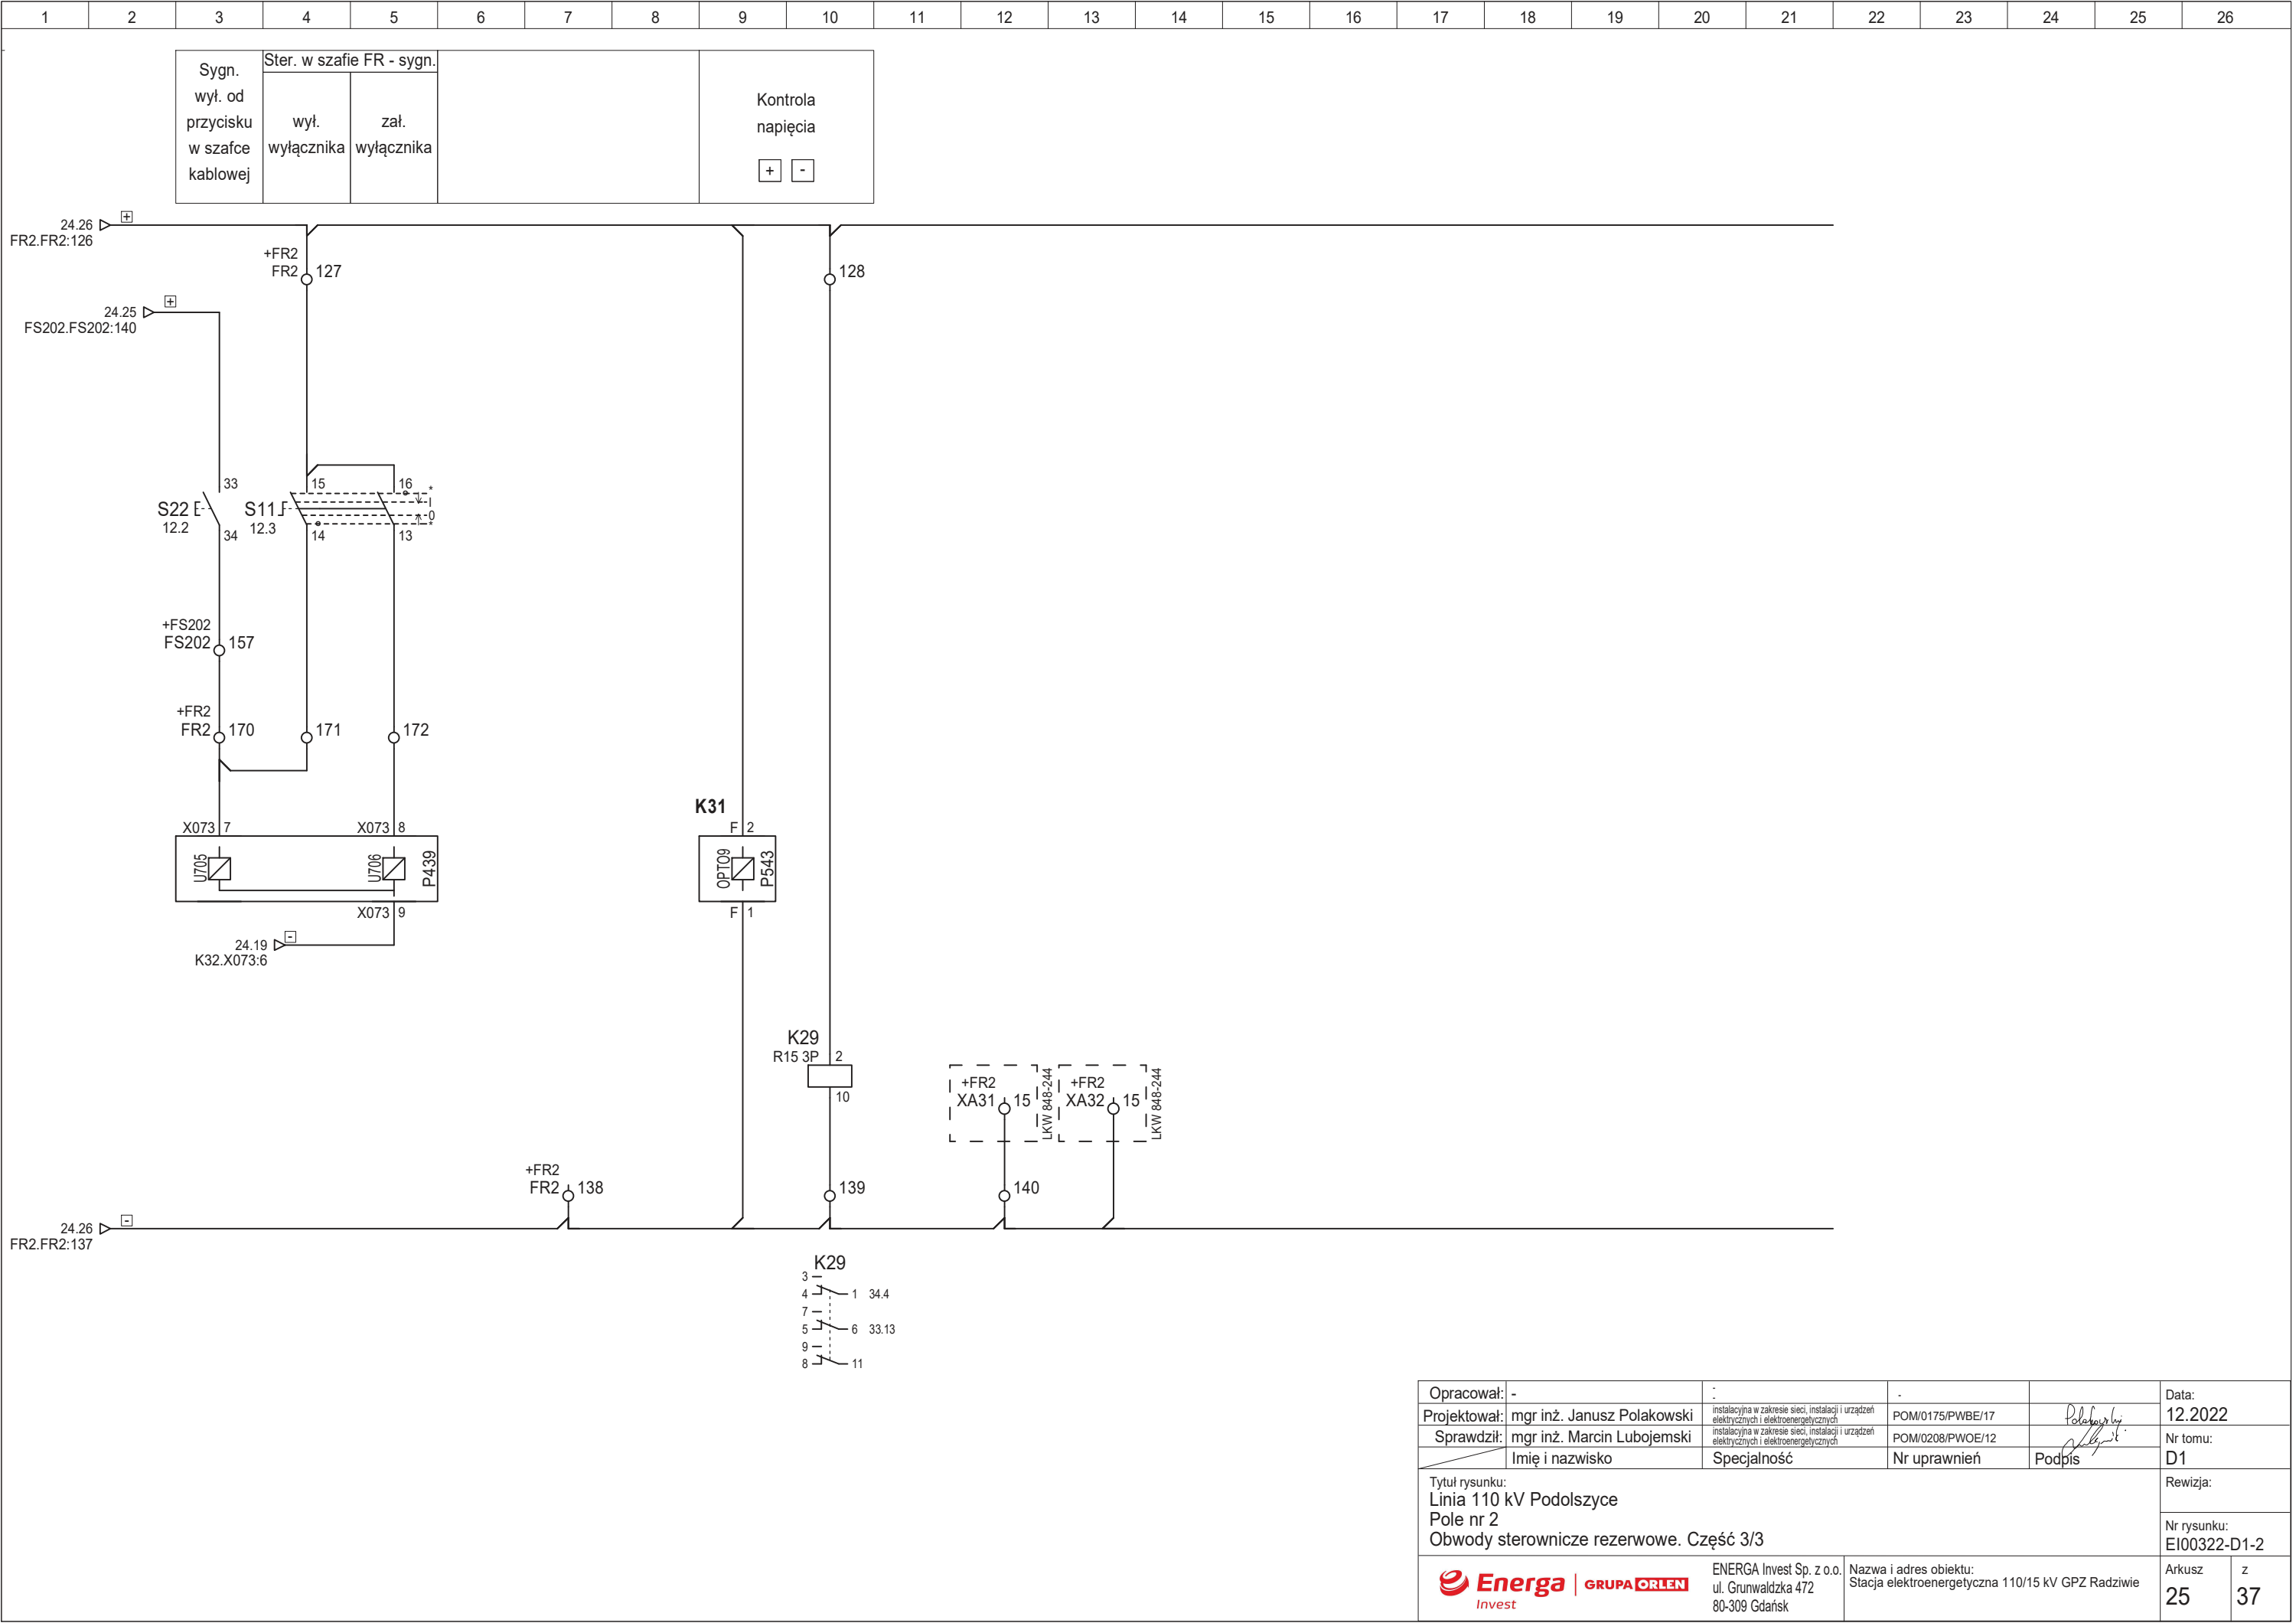 1 2 3 4 5 6 7 8 9 10 11 12 13 14 15 16 17 18 19 20 21 22 23 24 25 26
Sygn.
wył. od
przycisku
w szafce
kablowej
Ster. w szafie FR - sygn.
wył.
wyłącznika
zał.
wyłącznika
Kontrola
napięcia
+ -
24.26 +
FR2.FR2:126
+FR2
FR2 127
128
24.25 +
FS202.FS202:140
33
S22
12.2
34
15
S11
12.3
14
16
13
*
I
0
*
+FS202
FS202 157
+FR2
FR2 170
171
172
X073 7
X073 8
U705
U706
P439
X073 9
24.19 -
K32.X073:6
K31
F 2
OPTO9
P543
F 1
K29
R15 3P 2
10
+FR2
XA31 15
LKW 848-244
+FR2
XA32 15
LKW 848-244
+FR2
FR2 138
139
140
24.26 -
FR2.FR2:137
K29
3
4 1 34.4
7
5 6 33.13
9
8 11
Opracował: - - - -
Projektował: mgr inż. Janusz Polakowski instalacyjna w zakresie sieci, instalacji i urządzeń elektrycznych i elektroenergetycznych POM/0175/PWBE/17
Sprawdził: mgr inż. Marcin Lubojemski instalacyjna w zakresie sieci, instalacji i urządzeń elektrycznych i elektroenergetycznych POM/0208/PWOE/12
Imię i nazwisko Specjalność Nr uprawnień Podpis
Data:
12.2022
Nr tomu:
D1
Rewizja:
Tytuł rysunku:
Linia 110 kV Podolszyce
Pole nr 2
Obwody sterownicze rezerwowe. Część 3/3
Nr rysunku:
EI00322-D1-2
Energa GRUPA ORLEN
Invest
ENERGA Invest Sp. z o.o.
ul. Grunwaldzka 472
80-309 Gdańsk
Nazwa i adres obiektu:
Stacja elektroenergetyczna 110/15 kV GPZ Radziwie
Arkusz z
25 37